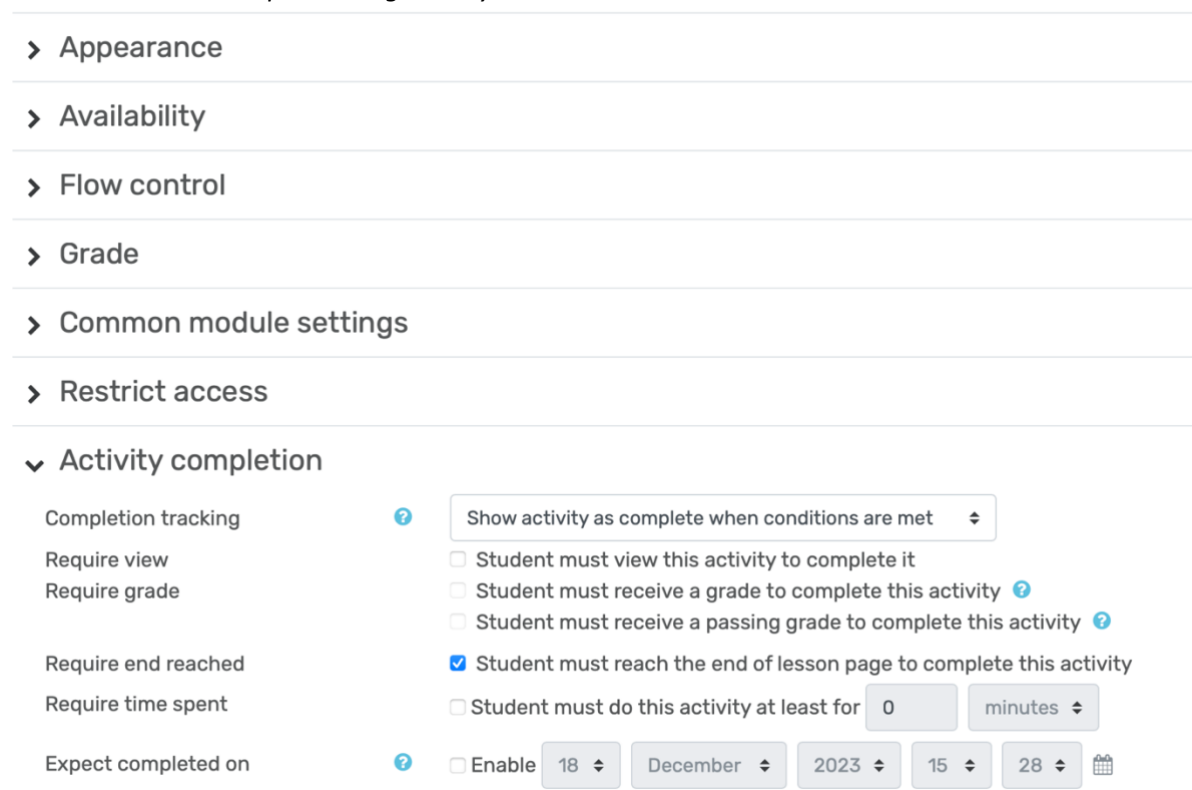 Appearance
Availability
Flow control
Grade
Common module settings
Restrict access
Activity completion
Completion tracking ? Show activity as complete when conditions are met
Require view Student must view this activity to complete it
Require grade Student must receive a grade to complete this activity ?
Student must receive a passing grade to complete this activity ?
Require end reached Student must reach the end of lesson page to complete this activity
Require time spent Student must do this activity at least for 0 minutes
Expect completed on ? Enable 18 December 2023 15 28